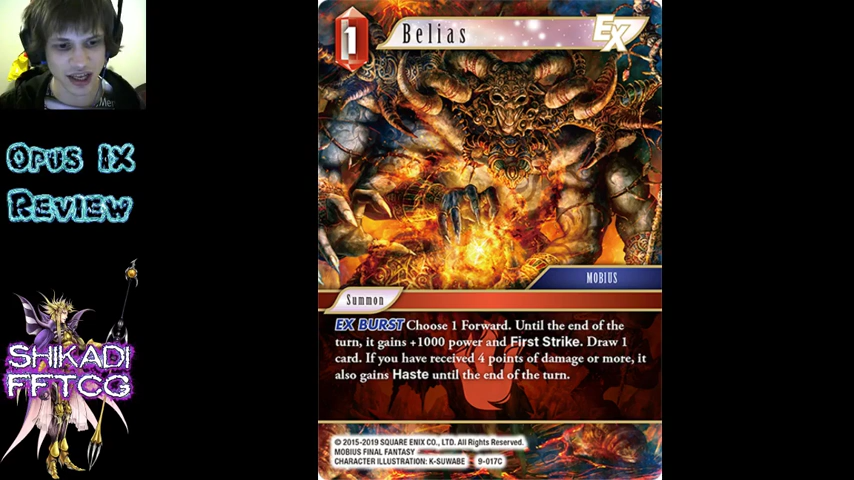 Opus IX
Review
SHIKADI
FFTCG
1
Belias
EX
MOBIUS
Summon
EX BURST Choose 1 Forward. Until the end of the
turn, it gains +1000 power and First Strike. Draw 1
card. If you have received 4 points of damage or more, it
also gains Haste until the end of the turn.
© 2015-2019 SQUARE ENIX CO., LTD. All Rights Reserved.
MOBIUS FINAL FANTASY
CHARACTER ILLUSTRATION: K-SUWABE 9-017C